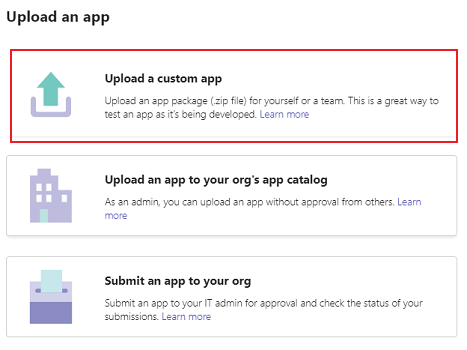 Upload an app
Upload a custom app
Upload an app package (.zip file) for yourself or a team. This is a great way to
test an app as it's being developed. Learn more
Upload an app to your org's app catalog
As an admin, you can upload an app without approval from others. Learn
more
Submit an app to your org
Submit an app to your IT admin for approval and check the status of your
submissions. Learn more